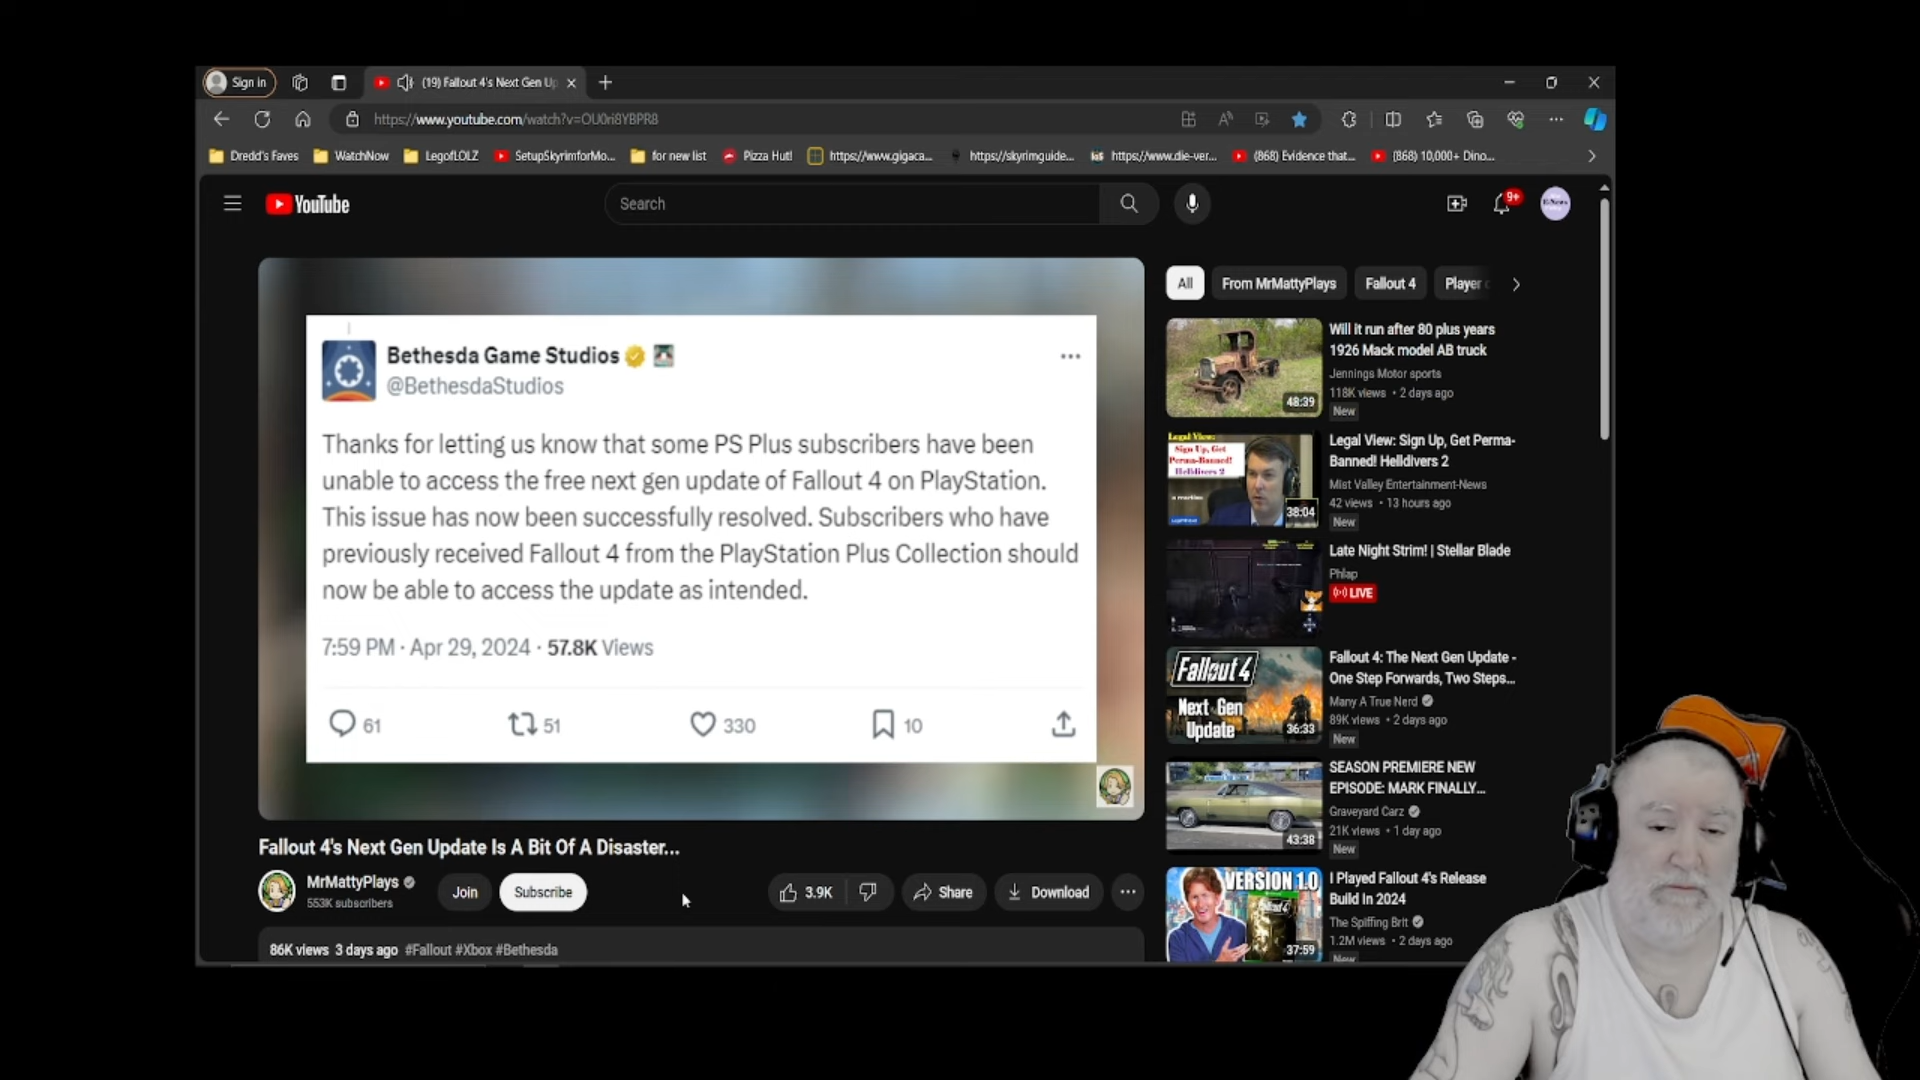 Sign in
(19) Fallout 4's Next Gen Up
https://www.youtube.com/watch?v=OU0ri8YBPR8
Dredd's Faves
WatchNow
LegofLOLZ
SetupSkyrimforMo...
for new list
Pizza Hut!
https://www.gigaca...
https://skyrimguide...
https://www.die-ver...
(868) Evidence that...
(868) 10,000+ Dino...
YouTube
Search
9+
Bethesda Game Studios
@BethesdaStudios
Thanks for letting us know that some PS Plus subscribers have been
unable to access the free next gen update of Fallout 4 on PlayStation.
This issue has now been successfully resolved. Subscribers who have
previously received Fallout 4 from the PlayStation Plus Collection should
now be able to access the update as intended.
7:59 PM · Apr 29, 2024 · 57.8K Views
61
51
330
10
Fallout 4's Next Gen Update Is A Bit Of A Disaster...
MrMattyPlays
553K subscribers
Join
Subscribe
3.9K
Share
Download
86K views 3 days ago #Fallout #Xbox #Bethesda
All
From MrMattyPlays
Fallout 4
Player
48:39
Will it run after 80 plus years
1926 Mack model AB truck
Jennings Motor sports
118K views • 2 days ago
New
Legal View:
Sign Up, Get
Perma-
Banned!
Helldivers 2
38:04
Legal View: Sign Up, Get Perma-
Banned! Helldivers 2
Mist Valley Entertainment-News
42 views • 13 hours ago
New
Late Night Strim! | Stellar Blade
Phlap
LIVE
Fallout 4
Next Gen
Update
36:33
Fallout 4: The Next Gen Update -
One Step Forwards, Two Steps...
Many A True Nerd
89K views • 2 days ago
New
43:38
SEASON PREMIERE NEW
EPISODE: MARK FINALLY...
Graveyard Carz
21K views • 1 day ago
New
VERSION 1.0
37:59
I Played Fallout 4's Release
Build In 2024
The Spiffing Brit
1.2M views • 2 days ago
New